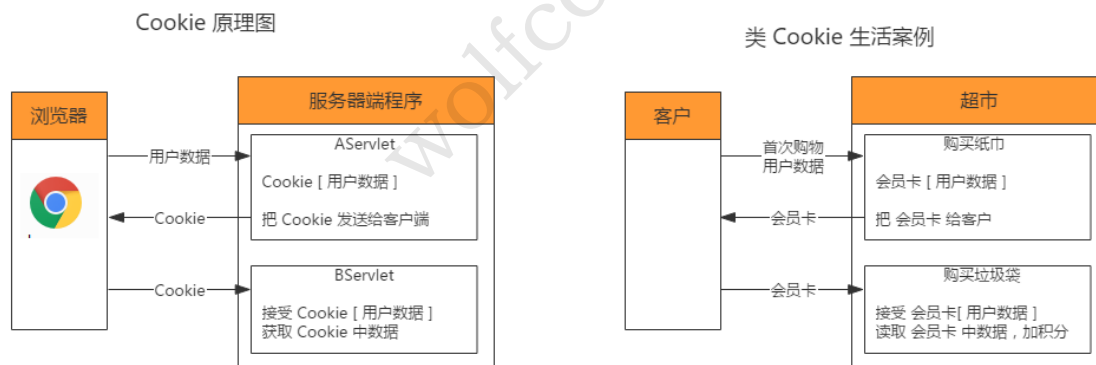 Cookie 原理图
浏览器
服务器端程序
用户数据
AServlet
Cookie [ 用户数据 ]
Cookie
把 Cookie 发送给客户端
Cookie
BServlet
接受 Cookie [ 用户数据 ]
获取 Cookie 中数据
类 Cookie 生活案例
客户
超市
首次购物
用户数据
购买纸巾
会员卡 [ 用户数据 ]
会员卡
把 会员卡 给客户
会员卡
购买垃圾袋
接受 会员卡[ 用户数据 ]
读取 会员卡 中数据，加积分
wolfco